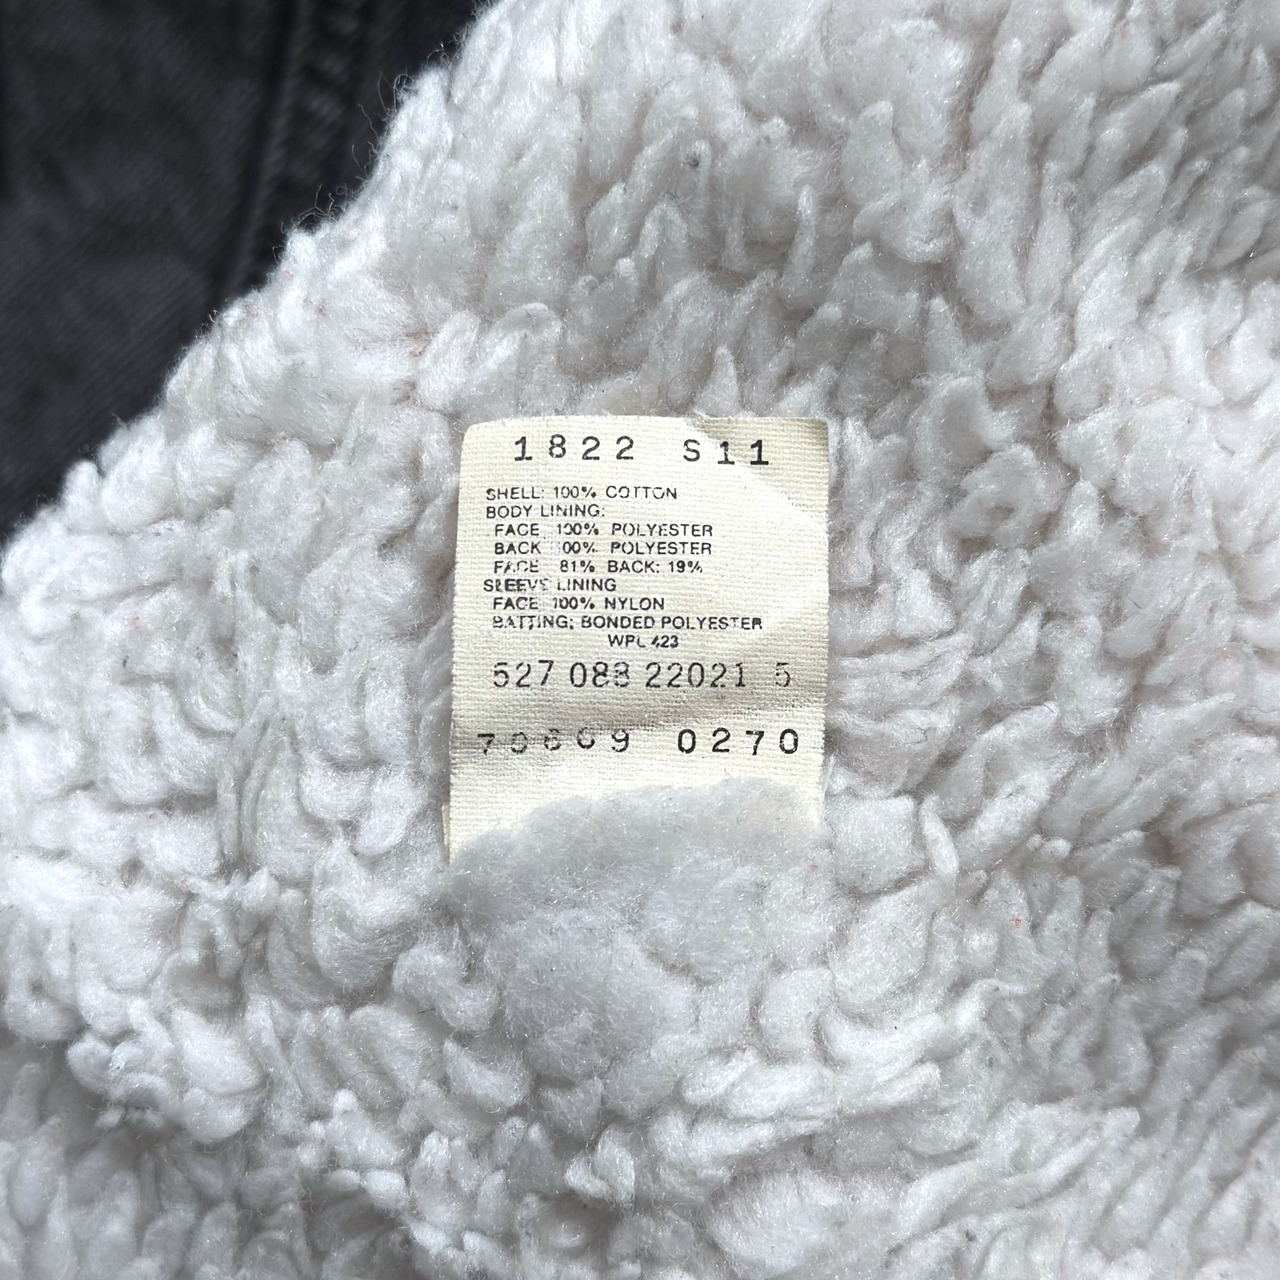 1822 S11
SHELL: 100% COTTON
BODY LINING:
FACE 100% POLYESTER
BACK 100% POLYESTER
FACE 81% BACK: 19%
SLEEVE LINING
FACE 100% NYLON
BATTING: BONDED POLYESTER
WPL 423
527 088 22021 5
0270